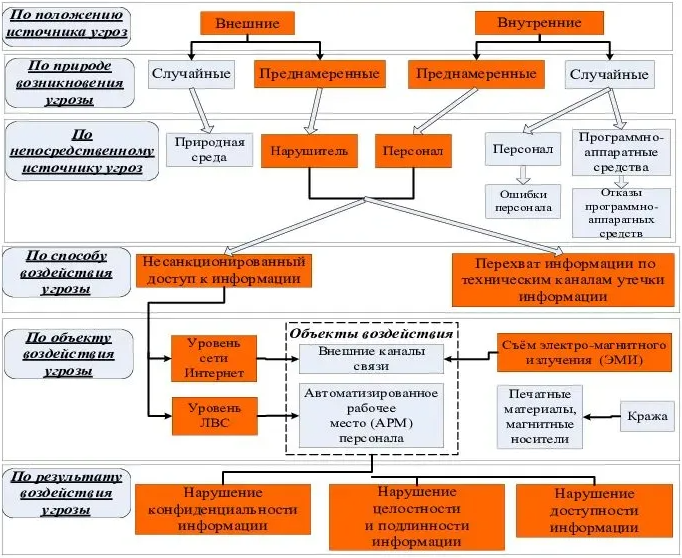 По положению
источника угроз
Внешние
Внутренние
По природе
возникновения
угрозы
Случайные
Преднамеренные
Преднамеренные
Случайные
По
непосредственному
источнику угроз
Природная
среда
Нарушитель
Персонал
Персонал
Программно-
аппаратные
средства
Ошибки
персонала
Отказы
программно-
аппаратных
средств
По способу
воздействия
угрозы
Несанкционированный
доступ к информации
Перехват информации по
техническим каналам утечки
информации
По объекту
воздействия
угрозы
Уровень
сети
Интернет
Объекты воздействия
Внешние каналы
связи
Съём электро-магнитного
излучения (ЭМИ)
Уровень
ЛВС
Автоматизированное
рабочее
место (АРМ)
персонала
Печатные
материалы,
магнитные
носители
Кража
По результату
воздействия
угрозы
Нарушение
конфиденциальности
информации
Нарушение
целостности
и подлинности
информации
Нарушение
доступности
информации